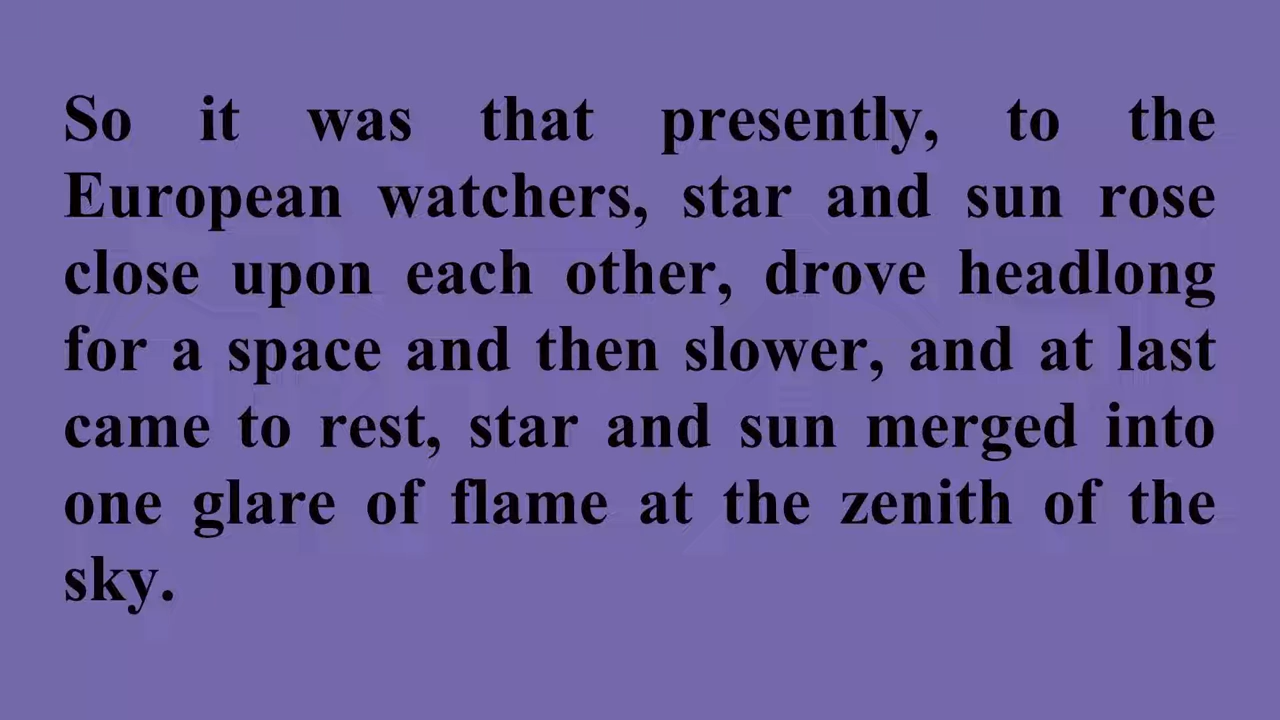 So it was that presently, to the
European watchers, star and sun rose
close upon each other, drove headlong
for a space and then slower, and at last
came to rest, star and sun merged into
one glare of flame at the zenith of the
sky.